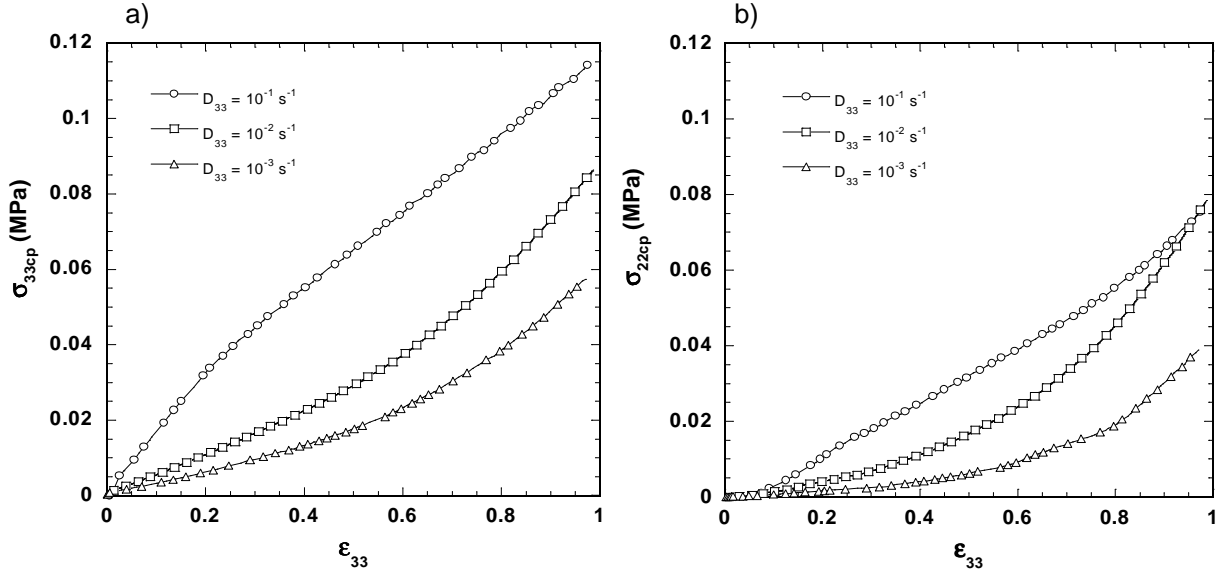 a)
0.12
0.1
0.08
0.06
0.04
0.02
0
σ33cp (MPa)
D33 = 10-1 s-1
D33 = 10-2 s-1
D33 = 10-3 s-1
0 0.2 0.4 0.6 0.8 1
ε33
b)
0.12
0.1
0.08
0.06
0.04
0.02
0
σ22cp (MPa)
D33 = 10-1 s-1
D33 = 10-2 s-1
D33 = 10-3 s-1
0 0.2 0.4 0.6 0.8 1
ε33